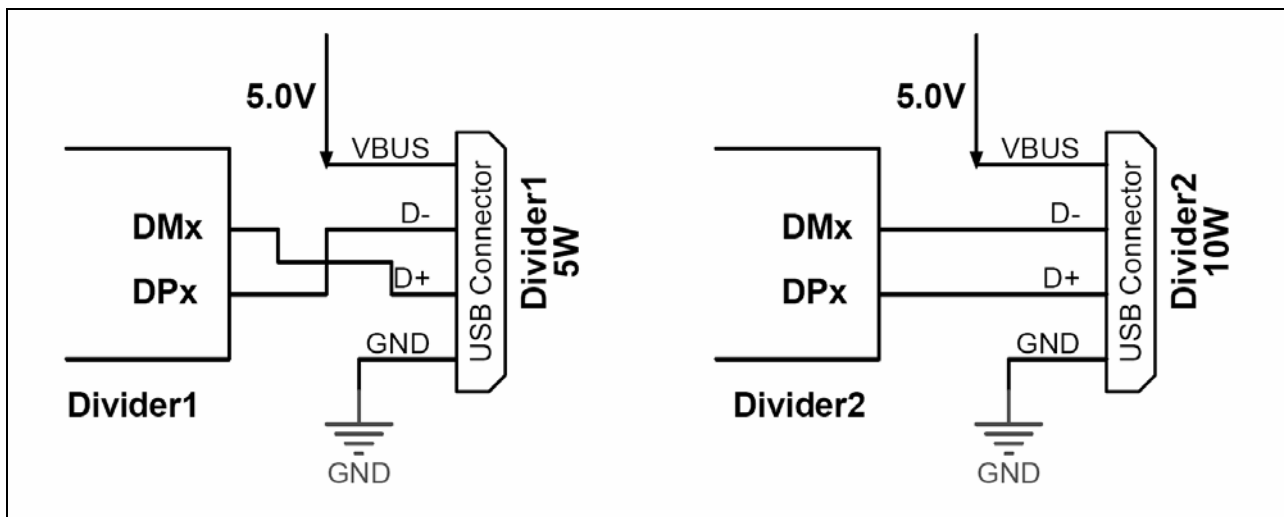 5.0V
VBUS
D-
DMx
D+
DPx
GND
USB Connector
Divider1
5W
Divider1
GND
5.0V
VBUS
D-
DMx
D+
DPx
GND
USB Connector
Divider2
10W
Divider2
GND